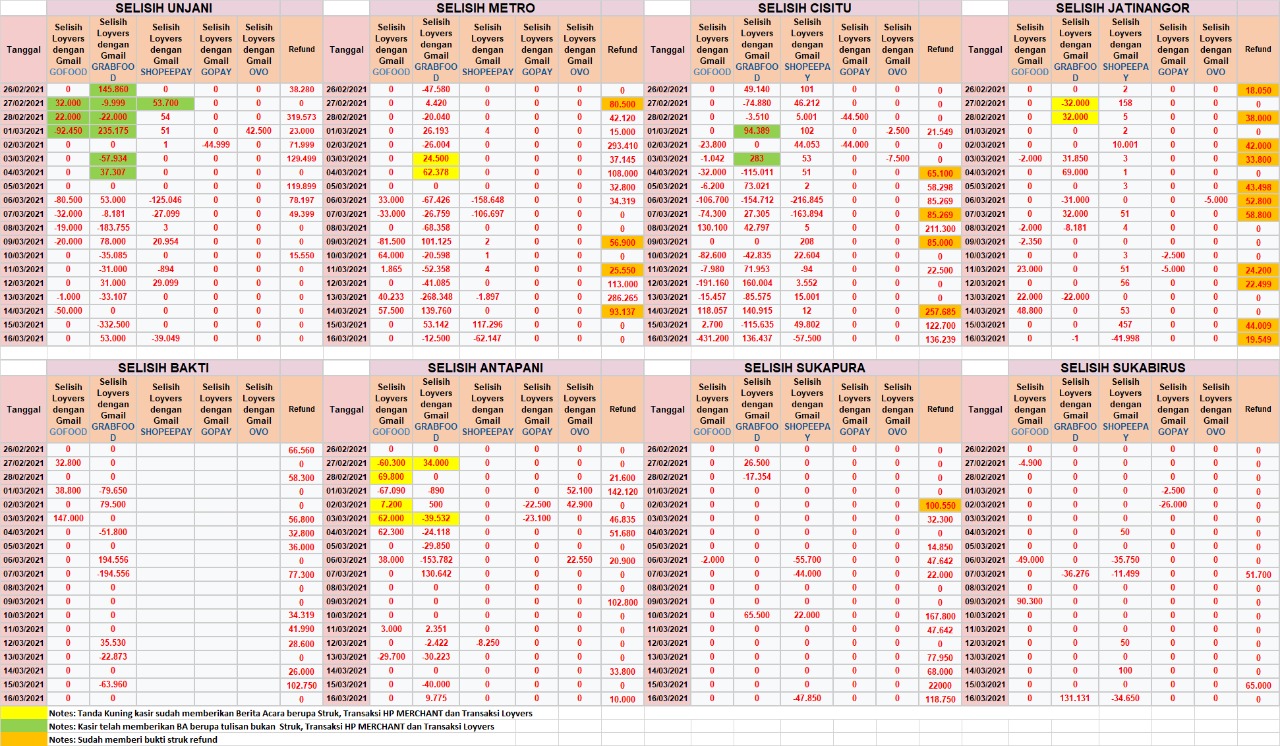 SELISIH UNJANI SELISIH METRO SELISIH CISITU SELISIH JATINANGOR
Tanggal Selisih Loyvers dengan Gmail GOFOOD Selisih Loyvers dengan Gmail GRABFOOD Selisih Loyvers dengan Gmail SHOPEEPAY Selisih Loyvers dengan Gmail GOPAY Selisih Loyvers dengan Gmail OVO Refund Tanggal Selisih Loyvers dengan Gmail GOFOOD Selisih Loyvers dengan Gmail GRABFOOD Selisih Loyvers dengan Gmail SHOPEEPAY Selisih Loyvers dengan Gmail GOPAY Selisih Loyvers dengan Gmail OVO Refund Tanggal Selisih Loyvers dengan Gmail GOFOOD Selisih Loyvers dengan Gmail GRABFOOD Selisih Loyvers dengan Gmail SHOPEEPAY Selisih Loyvers dengan Gmail GOPAY Selisih Loyvers dengan Gmail OVO Refund Tanggal Selisih Loyvers dengan Gmail GOFOOD Selisih Loyvers dengan Gmail GRABFOOD Selisih Loyvers dengan Gmail SHOPEEPAY Selisih Loyvers dengan Gmail GOPAY Selisih Loyvers dengan Gmail OVO Refund
26/02/2021 0 145.860 0 0 0 38.280 26/02/2021 0 -47.580 0 0 0 0 26/02/2021 0 49.140 101 0 0 0 26/02/2021 0 0 2 0 0 18.050
27/02/2021 32.000 -9.999 53.700 0 0 0 27/02/2021 0 4.420 0 0 0 80.500 27/02/2021 0 -74.880 46.212 0 0 0 27/02/2021 0 -32.000 158 0 0 0
28/02/2021 22.000 -22.000 54 0 0 319.573 28/02/2021 0 -20.040 0 0 0 42.120 28/02/2021 0 -3.510 5.001 -44.500 0 0 28/02/2021 0 32.000 5 0 0 38.000
01/03/2021 -92.450 235.175 51 0 42.500 23.000 01/03/2021 0 26.193 4 0 0 15.000 01/03/2021 0 94.389 102 0 -2.500 21.549 01/03/2021 0 0 2 0 0 0
02/03/2021 0 0 1 -44.999 0 71.999 02/03/2021 0 -26.004 0 0 0 293.410 02/03/2021 -23.800 0 44.053 -44.000 0 0 02/03/2021 0 0 10.001 0 0 42.000
03/03/2021 0 -57.934 0 0 0 129.499 03/03/2021 0 24.500 0 0 0 37.145 03/03/2021 -1.042 283 53 0 -7.500 0 03/03/2021 -2.000 31.850 3 0 0 33.800
04/03/2021 0 37.307 0 0 0 0 04/03/2021 0 62.378 0 0 0 108.000 04/03/2021 -32.000 -115.011 51 0 0 65.100 04/03/2021 0 69.000 1 0 0 0
05/03/2021 0 0 0 0 0 119.899 05/03/2021 0 0 0 0 0 32.800 05/03/2021 -6.200 73.021 2 0 0 58.298 05/03/2021 0 0 3 0 0 43.498
06/03/2021 -80.500 53.000 -125.046 0 0 78.197 06/03/2021 33.000 -67.426 -158.648 0 0 34.319 06/03/2021 -106.700 -154.712 -216.845 0 0 85.269 06/03/2021 0 -31.000 0 0 -5.000 52.800
07/03/2021 -32.000 -8.181 -27.099 0 0 49.399 07/03/2021 -33.000 -26.759 -106.697 0 0 0 07/03/2021 -74.300 27.305 -163.894 0 0 85.269 07/03/2021 0 32.000 51 0 0 58.800
08/03/2021 -19.000 -183.755 3 0 0 0 08/03/2021 0 -68.358 0 0 0 0 08/03/2021 130.100 42.797 5 0 0 211.300 08/03/2021 -2.000 -8.181 4 0 0 0
09/03/2021 -20.000 78.000 20.954 0 0 0 09/03/2021 -81.500 101.125 2 0 0 56.900 09/03/2021 0 0 208 0 0 85.000 09/03/2021 -2.350 0 0 0 0 0
10/03/2021 0 -35.085 0 0 0 15.550 10/03/2021 64.000 -20.598 1 0 0 0 10/03/2021 -82.600 -42.835 22.604 0 0 0 10/03/2021 0 0 3 -2.500 0 0
11/03/2021 0 -31.000 -894 0 0 0 11/03/2021 1.865 -52.358 4 0 0 25.550 11/03/2021 -7.980 71.953 -94 0 0 22.500 11/03/2021 23.000 0 51 -5.000 0 24.200
12/03/2021 0 31.000 29.099 0 0 0 12/03/2021 0 -41.085 0 0 0 113.000 12/03/2021 -191.160 160.004 3.552 0 0 0 12/03/2021 0 0 56 0 0 22.499
13/03/2021 -1.000 -33.107 0 0 0 0 13/03/2021 40.233 -268.348 -1.897 0 0 286.265 13/03/2021 -15.457 -85.575 15.001 0 0 0 13/03/2021 22.000 -22.000 0 0 0 0
14/03/2021 -50.000 0 0 0 0 0 14/03/2021 57.500 139.760 0 0 0 93.137 14/03/2021 118.057 140.915 12 0 0 257.685 14/03/2021 48.800 0 53 0 0 0
15/03/2021 0 -332.500 0 0 0 0 15/03/2021 0 53.142 117.296 0 0 0 15/03/2021 2.700 -115.635 49.802 0 0 122.700 15/03/2021 0 0 457 0 0 44.009
16/03/2021 0 53.000 -39.049 0 0 0 16/03/2021 0 -12.500 -62.147 0 0 0 16/03/2021 -431.200 136.437 -57.500 0 0 136.239 16/03/2021 0 -1 -41.998 0 0 19.549
SELISIH BAKTI SELISIH ANTAPANI SELISIH SUKAPURA SELISIH SUKABIRUS
Tanggal Selisih Loyvers dengan Gmail GOFOOD Selisih Loyvers dengan Gmail GRABFOOD Selisih Loyvers dengan Gmail SHOPEEPAY Selisih Loyvers dengan Gmail GOPAY Selisih Loyvers dengan Gmail OVO Refund Tanggal Selisih Loyvers dengan Gmail GOFOOD Selisih Loyvers dengan Gmail GRABFOOD Selisih Loyvers dengan Gmail SHOPEEPAY Selisih Loyvers dengan Gmail GOPAY Selisih Loyvers dengan Gmail OVO Refund Tanggal Selisih Loyvers dengan Gmail GOFOOD Selisih Loyvers dengan Gmail GRABFOOD Selisih Loyvers dengan Gmail SHOPEEPAY Selisih Loyvers dengan Gmail GOPAY Selisih Loyvers dengan Gmail OVO Refund Tanggal Selisih Loyvers dengan Gmail GOFOOD Selisih Loyvers dengan Gmail GRABFOOD Selisih Loyvers dengan Gmail SHOPEEPAY Selisih Loyvers dengan Gmail GOPAY Selisih Loyvers dengan Gmail OVO Refund
26/02/2021 0 0 66.560 26/02/2021 0 0 0 0 0 0 26/02/2021 0 0 0 0 0 0 26/02/2021 0 0 0 0 0 0
27/02/2021 32.800 0 0 27/02/2021 -60.300 34.000 0 0 0 0 27/02/2021 0 26.500 0 0 0 0 27/02/2021 -4.900 0 0 0 0 0
28/02/2021 0 0 58.300 28/02/2021 69.800 0 0 0 0 21.600 28/02/2021 0 -17.354 0 0 0 0 28/02/2021 0 0 0 0 0 0
01/03/2021 38.800 -79.650 0 01/03/2021 -67.090 -890 0 0 52.100 142.120 01/03/2021 0 0 0 0 0 0 01/03/2021 0 0 0 -2.500 0 0
02/03/2021 0 79.500 0 02/03/2021 7.200 500 0 -22.500 42.900 0 02/03/2021 0 0 0 0 0 100.550 02/03/2021 0 0 0 -26.000 0 0
03/03/2021 147.000 0 56.800 03/03/2021 62.000 -39.532 0 -23.100 0 46.835 03/03/2021 0 0 0 0 0 32.300 03/03/2021 0 0 0 0 0 0
04/03/2021 0 -51.800 32.800 04/03/2021 62.300 -24.118 0 0 0 51.680 04/03/2021 0 0 0 0 0 0 04/03/2021 0 0 50 0 0 0
05/03/2021 0 0 36.000 05/03/2021 0 -29.850 0 0 0 0 05/03/2021 0 0 0 0 0 14.850 05/03/2021 0 0 0 0 0 0
06/03/2021 0 194.556 0 06/03/2021 38.000 -153.782 0 0 22.550 20.900 06/03/2021 -2.000 0 -55.700 0 0 47.642 06/03/2021 -49.000 0 -35.750 0 0 0
07/03/2021 0 -194.556 77.300 07/03/2021 0 130.642 0 0 0 0 07/03/2021 0 0 -44.000 0 0 22.000 07/03/2021 0 -36.276 -11.499 0 0 51.700
08/03/2021 0 0 0 08/03/2021 0 0 0 0 0 0 08/03/2021 0 0 0 0 0 0 08/03/2021 0 0 0 0 0 0
09/03/2021 0 0 0 09/03/2021 0 0 0 0 0 102.800 09/03/2021 0 0 0 0 0 0 09/03/2021 90.300 0 0 0 0 0
10/03/2021 0 0 34.319 10/03/2021 0 0 0 0 0 0 10/03/2021 0 65.500 22.000 0 0 167.800 10/03/2021 0 0 0 0 0 0
11/03/2021 0 0 41.990 11/03/2021 3.000 2.351 0 0 0 0 11/03/2021 0 0 0 0 0 47.642 11/03/2021 0 0 0 0 0 0
12/03/2021 0 35.530 28.600 12/03/2021 0 -2.422 -8.250 0 0 0 12/03/2021 0 0 0 0 0 0 12/03/2021 0 0 50 0 0 0
13/03/2021 0 -22.873 0 13/03/2021 -29.700 -30.223 0 0 0 0 13/03/2021 0 0 0 0 0 77.950 13/03/2021 0 0 0 0 0 0
14/03/2021 0 0 26.000 14/03/2021 0 0 0 0 0 33.800 14/03/2021 0 0 0 0 0 68.000 14/03/2021 0 0 100 0 0 0
15/03/2021 0 -63.960 102.750 15/03/2021 0 -40.000 0 0 0 0 15/03/2021 0 0 0 0 0 22000 15/03/2021 0 0 0 0 0 65.000
16/03/2021 0 0 0 16/03/2021 0 9.775 0 0 0 10.000 16/03/2021 0 0 -47.850 0 0 118.750 16/03/2021 0 131.131 -34.650 0 0 0
Notes: Tanda Kuning kasir sudah memberikan Berita Acara berupa Struk, Transaksi HP MERCHANT dan Transaksi Loyvers
Notes: Kasir telah memberikan BA berupa tulisan bukan Struk, Transaksi HP MERCHANT dan Transaksi Loyvers
Notes: Sudah memberi bukti struk refund